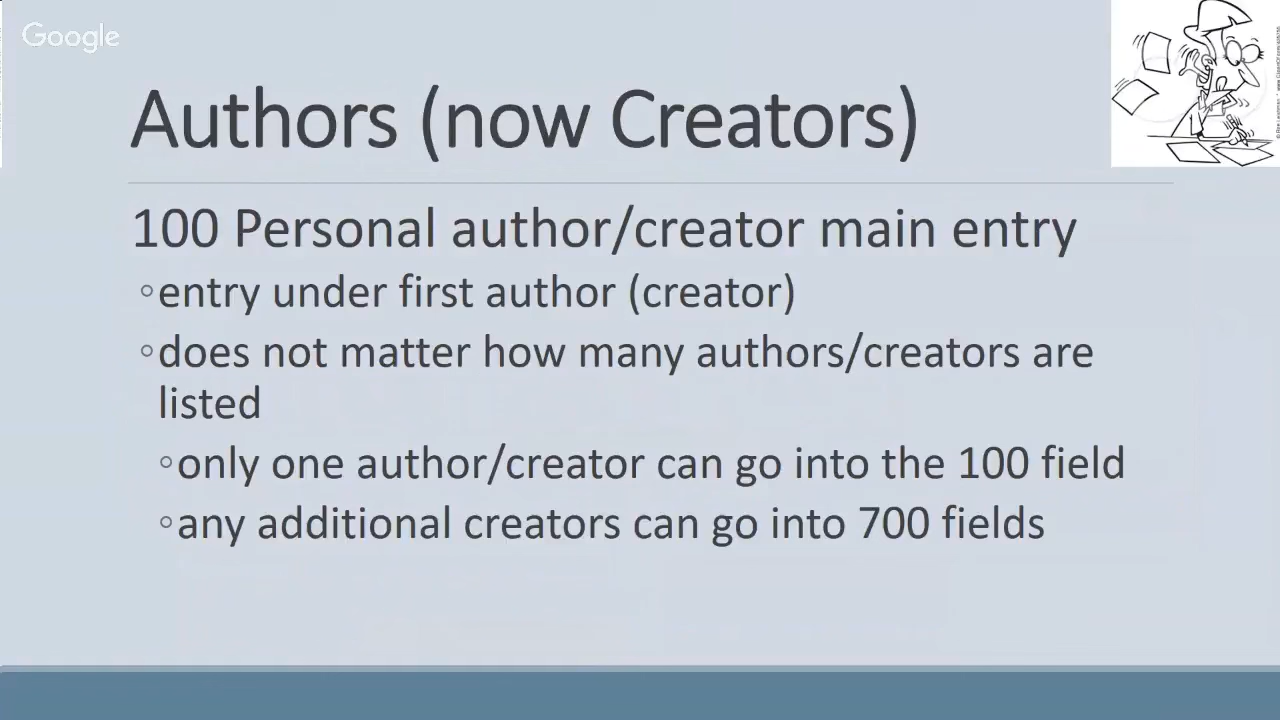 Google
Authors (now Creators)
100 Personal author/creator main entry
◦entry under first author (creator)
◦does not matter how many authors/creators are
listed
◦only one author/creator can go into the 100 field
◦any additional creators can go into 700 fields